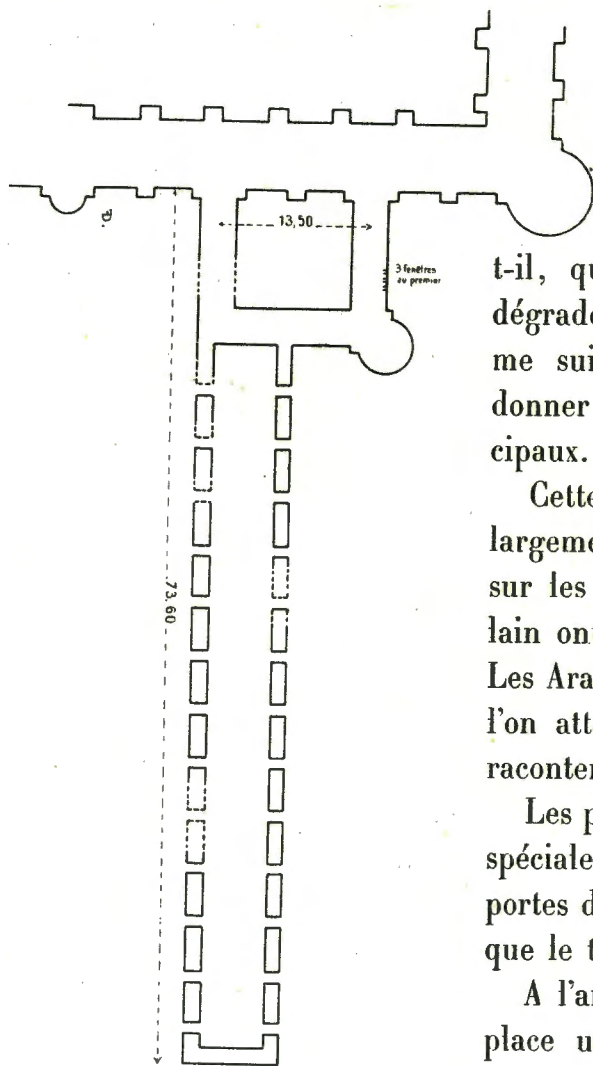 13,50
3 fenêtres
au premier
D.
73,60
t-il, qu
dégrade
me sui
donner
cipaux.
Cette
largeme
sur les
lain on
Les Ara
l'on att
raconter
Les p
spéciale
portes d
que le t
A l'ar
place u